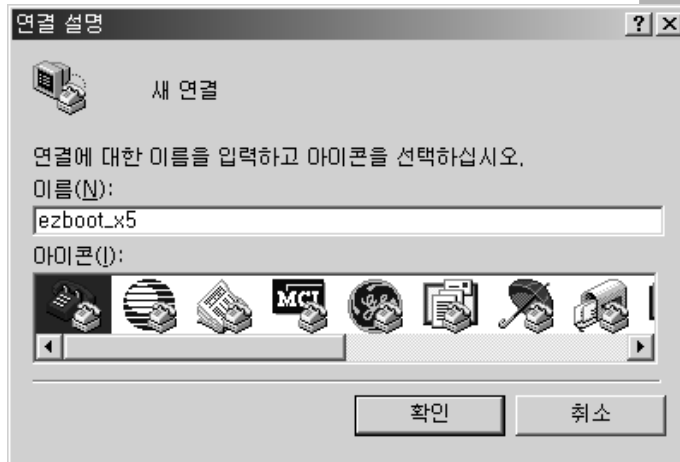 연결 설명
새 연결
연결에 대한 이름을 입력하고 아이콘을 선택하십시오.
이름(N):
ezboot_x5
아이콘(I):
MCI
확인
취소